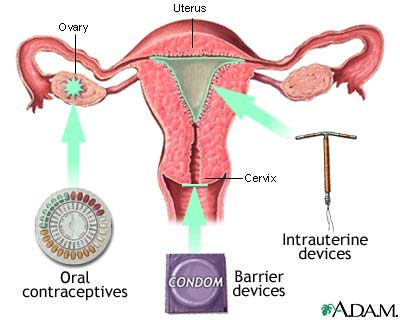 Uterus
Ovary
Cervix
CONDOM
Oral
contraceptives
Barrier
devices
Intrauterine
devices
A.D.A.M.